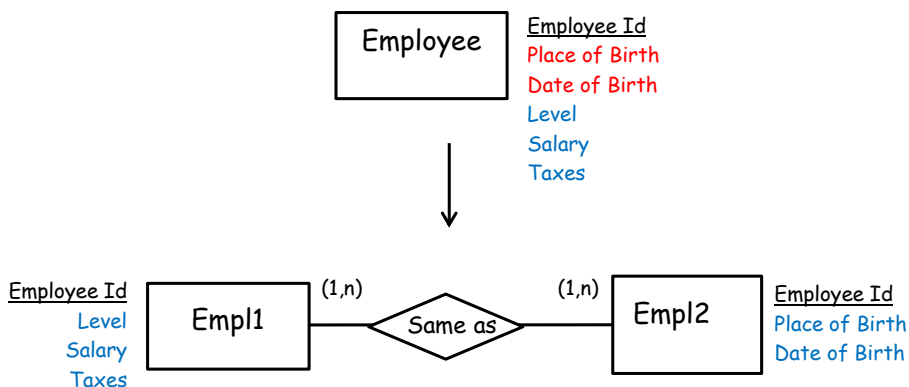 Employee
Employee Id
Place of Birth
Date of Birth
Level
Salary
Taxes
Employee Id
Level
Salary
Taxes
Empl1
(1,n)
Same as
(1,n)
Empl2
Employee Id
Place of Birth
Date of Birth